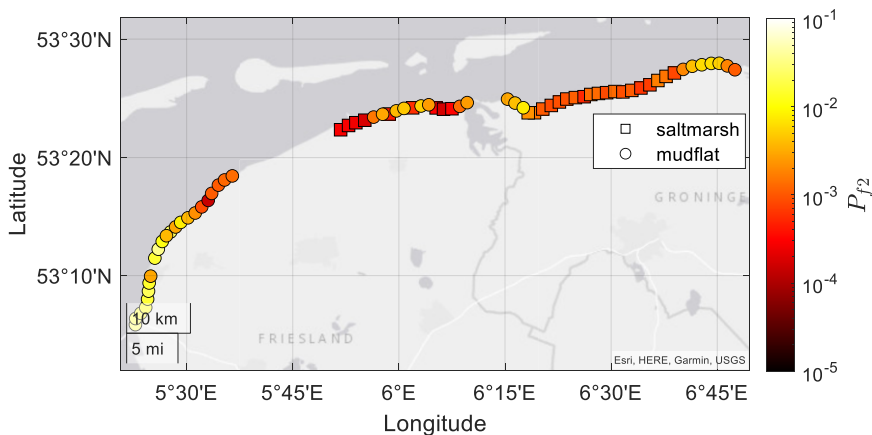 53°30'N
53°20'N
53°10'N
Latitude
saltmarsh
mudflat
GRONINGE
FRIESLAND
10 km
5 mi
Esri, HERE, Garmin, USGS
5°30'E 5°45'E 6°E 6°15'E 6°30'E 6°45'E
Longitude
10^-1
10^-2
10^-3
10^-4
10^-5
P_f2